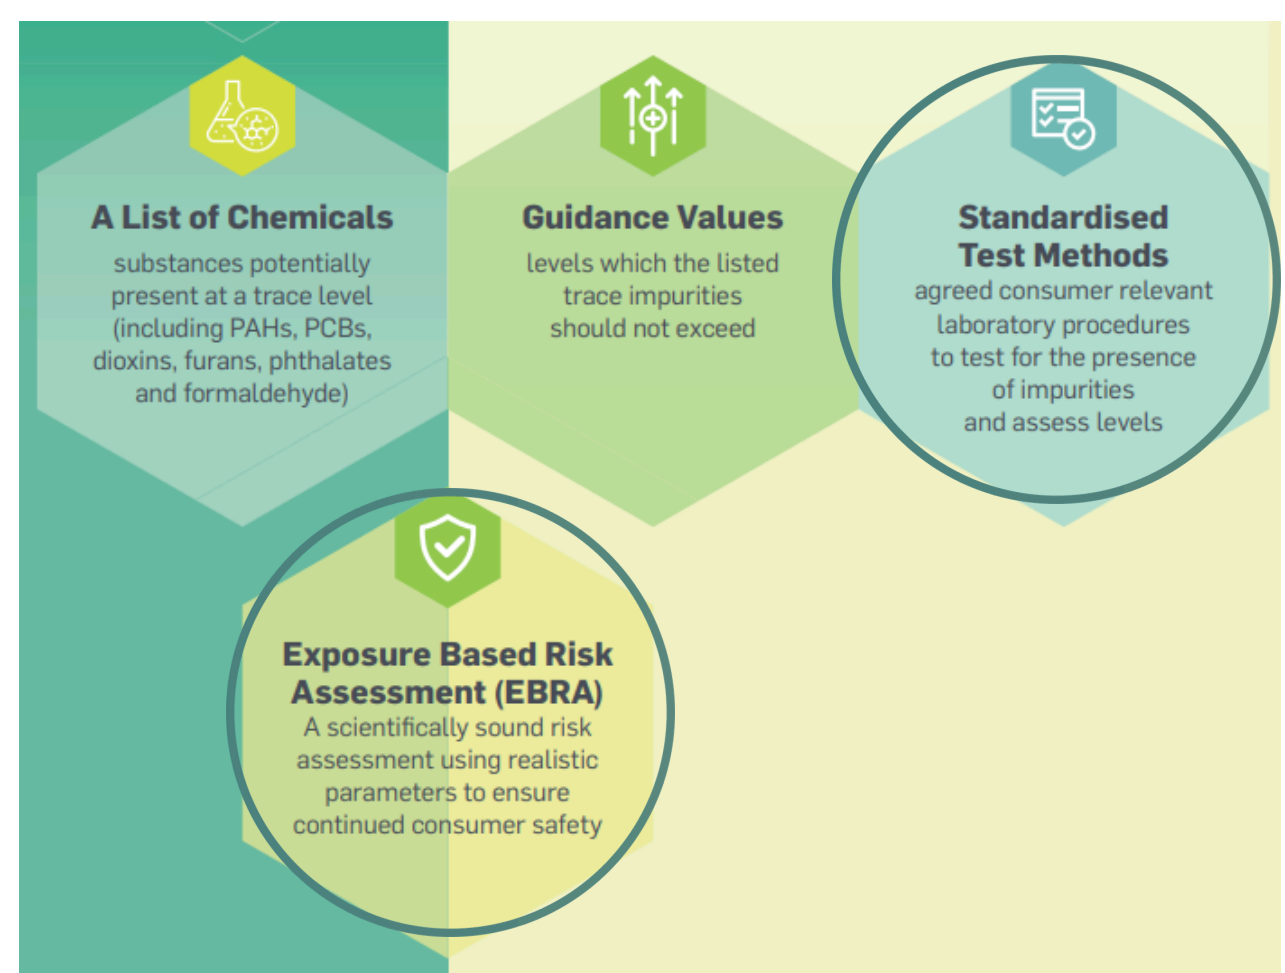 A List of Chemicals
substances potentially
present at a trace level
(including PAHs, PCBs,
dioxins, furans, phthalates
and formaldehyde)
Guidance Values
levels which the listed
trace impurities
should not exceed
Standardised
Test Methods
agreed consumer relevant
laboratory procedures
to test for the presence
of impurities
and assess levels
Exposure Based Risk
Assessment (EBRA)
A scientifically sound risk
assessment using realistic
parameters to ensure
continued consumer safety